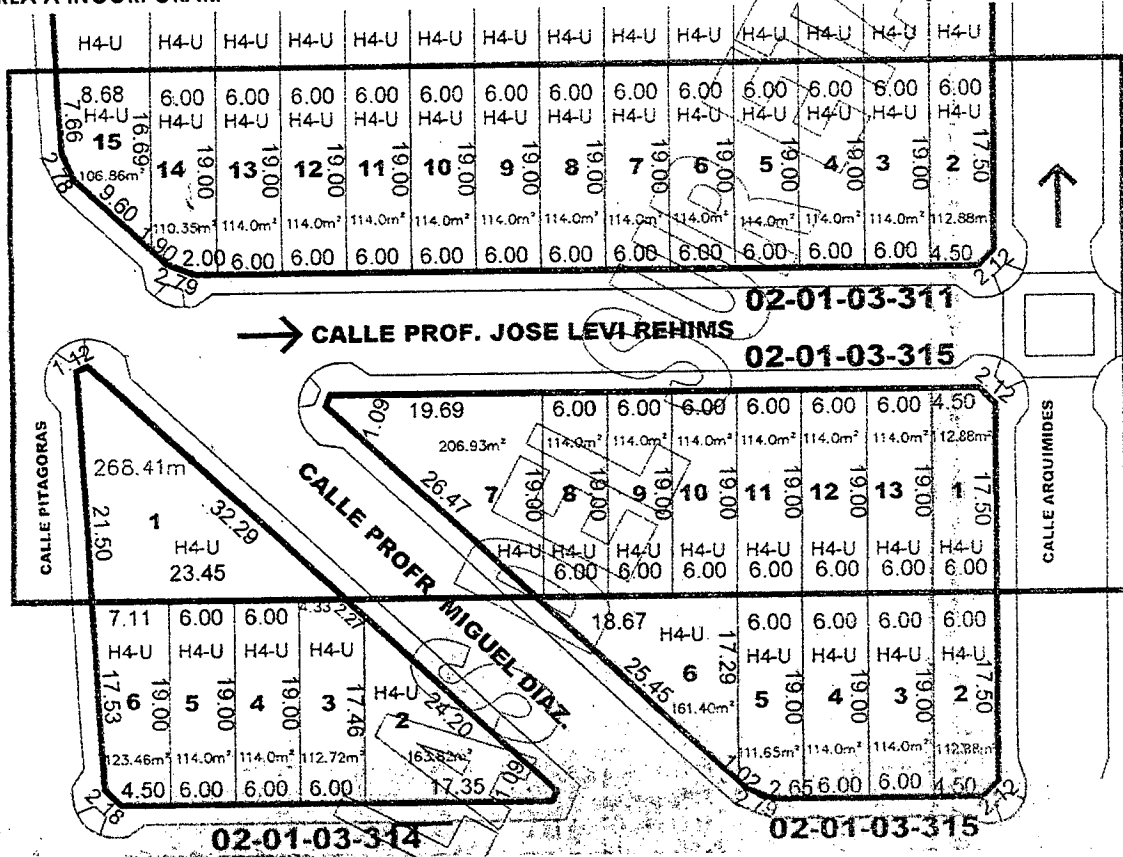 H4-U H4-U H4-U H4-U H4-U H4-U H4-U H4-U H4-U H4-U H4-U H4-U H4-U H4-U
8.68 6.00 6.00 6.00 6.00 6.00 6.00 6.00 6.00 6.00 6.00 6.00 6.00 6.00
H4-U H4-U H4-U H4-U H4-U H4-U H4-U H4-U H4-U H4-U H4-U H4-U H4-U H4-U
7.66 16.69 19.00 19.00 19.00 19.00 19.00 19.00 19.00 19.00 19.00 19.00 19.00 19.00 17.50
15 14 13 12 11 10 9 8 7 6 5 4 3 2
2.78 106.86m² 9.60
110.35m² 114.0m² 114.0m² 114.0m² 114.0m² 114.0m² 114.0m² 114.0m² 114.0m² 114.0m² 114.0m² 114.0m² 112.88m²
1.90 2.00 6.00 6.00 6.00 6.00 6.00 6.00 6.00 6.00 6.00 6.00 6.00 4.50
2.79 2.12
02-01-03-311
CALLE PROF. JOSE LEVI REHIMS
02-01-03-315
1.12 2.12
1.09 19.69 6.00 6.00 6.00 6.00 6.00 6.00 4.50
206.93m² 114.0m² 114.0m² 114.0m² 114.0m² 114.0m² 114.0m² 112.88m²
CALLE PITAGORAS
CALLE ARQUIMIDES
268.41m
26.47
7 8 9 10 11 12 13 1
19.00 19.00 19.00 19.00 19.00 19.00 17.50
21.50 1 32.29
CALLE PROFR MIGUEL DIAZ.
H4-U
23.45
H4-U H4-U H4-U H4-U H4-U H4-U H4-U H4-U
6.00 6.00 6.00 6.00 6.00 6.00 6.00
7.11 6.00 6.00 4.33 2.27
18.67 6.00 6.00 6.00 6.00
H4-U H4-U H4-U H4-U H4-U
H4-U H4-U H4-U H4-U H4-U
17.53 19.00 19.00 17.46 24.20
25.45 17.29 19.00 19.00 19.00 17.50
6 5 4 3 2
6 5 4 3 2
123.46m² 114.0m² 114.0m² 112.72m²
161.40m² 111.65m² 114.0m² 114.0m² 112.88m²
4.50 6.00 6.00 6.00 17.35
1.02 2.65 6.00 6.00 4.50
2.18
2.79 2.12
02-01-03-314
02-01-03-315